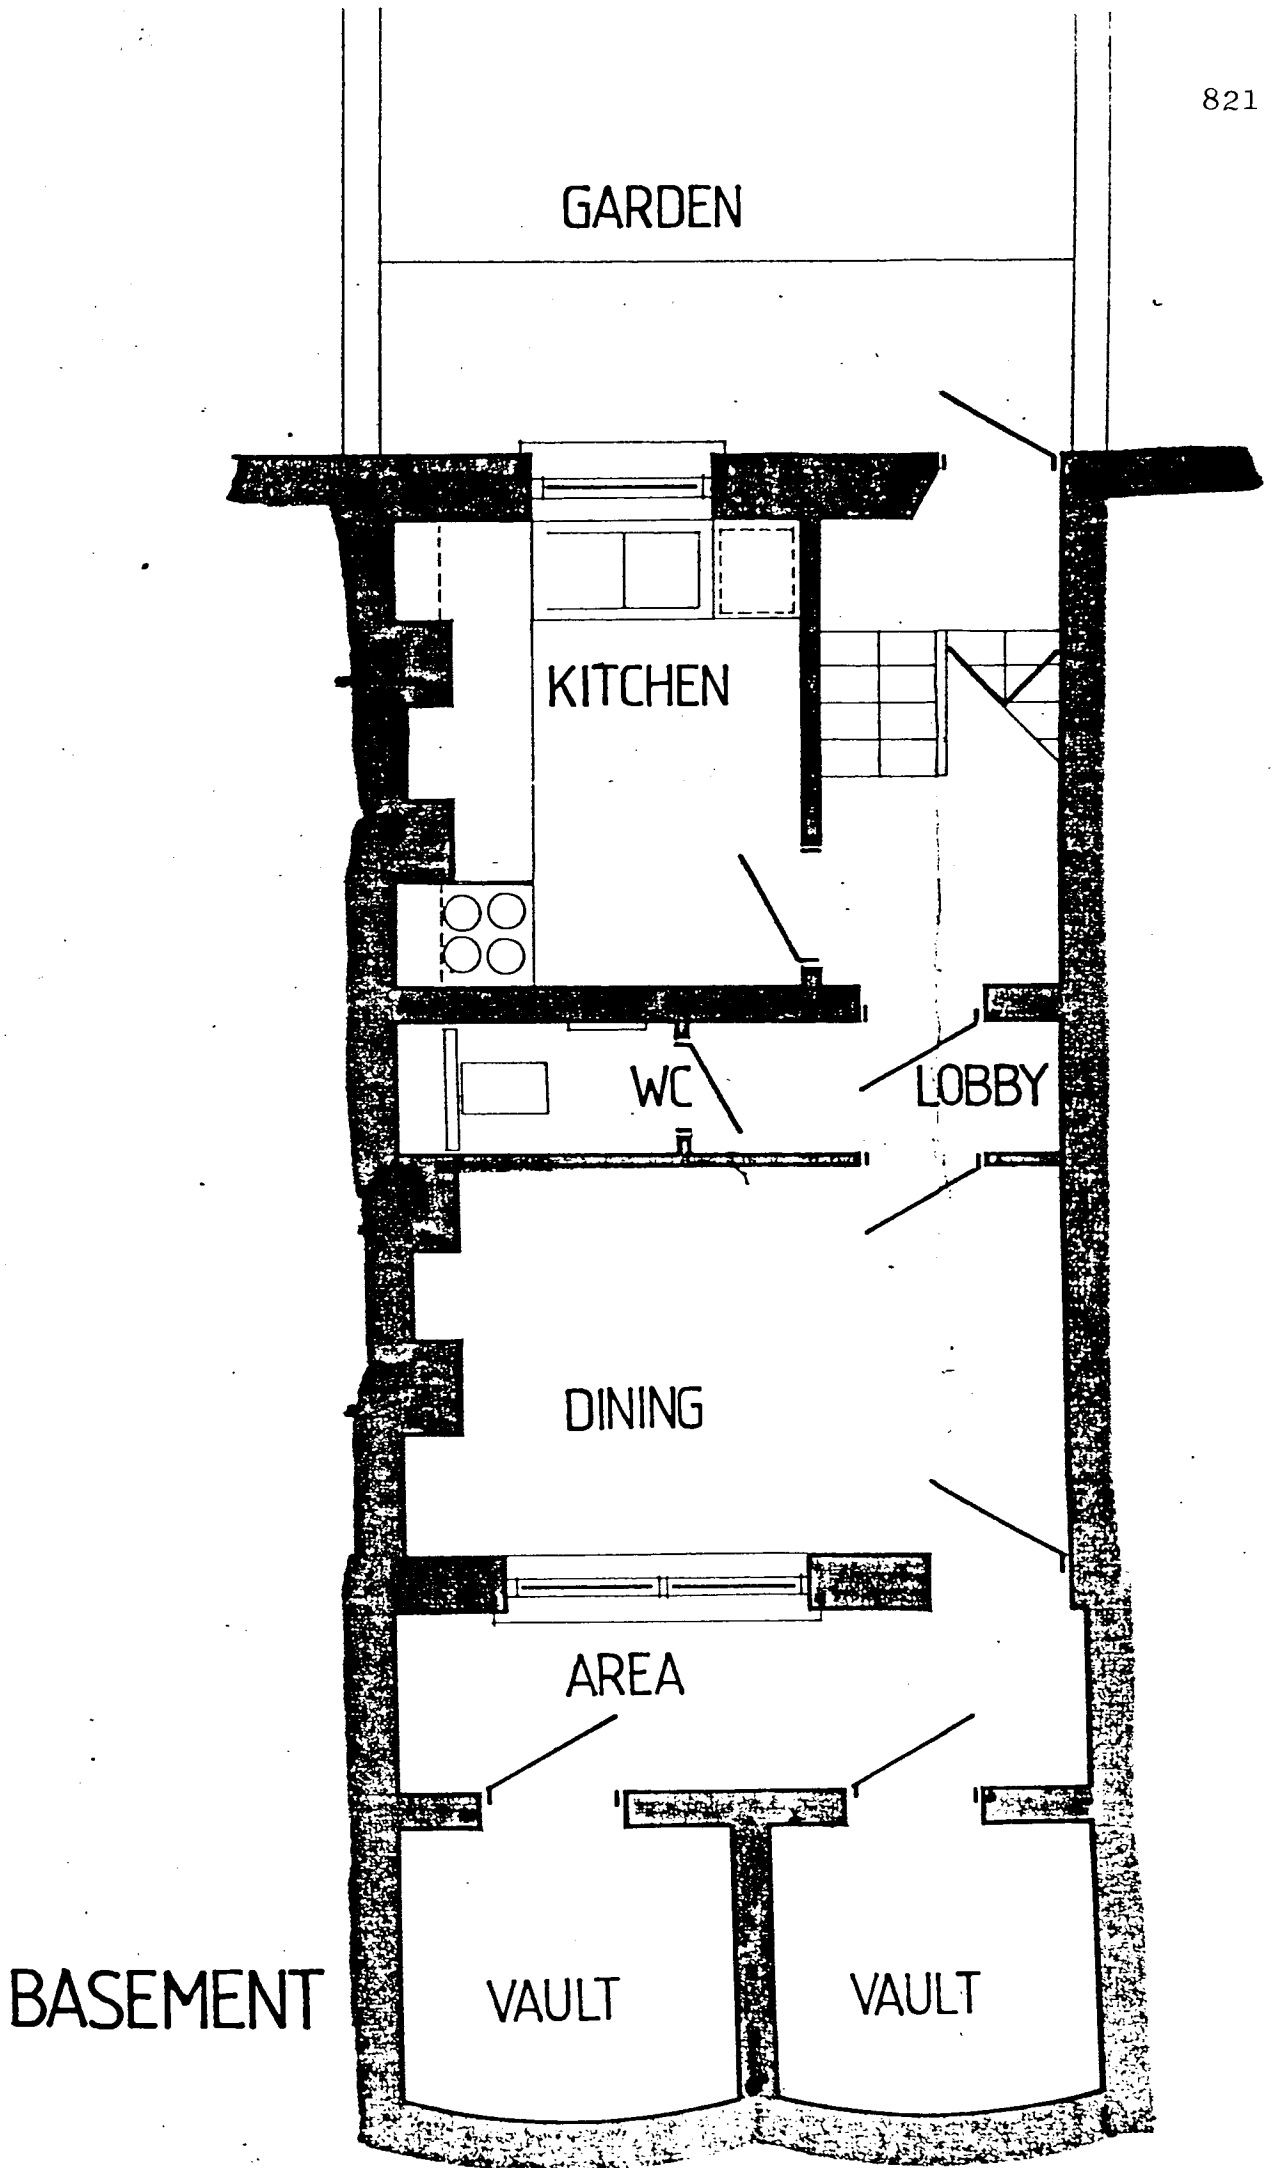 821
GARDEN
KITCHEN
WC
LOBBY
DINING
AREA
BASEMENT
VAULT
VAULT